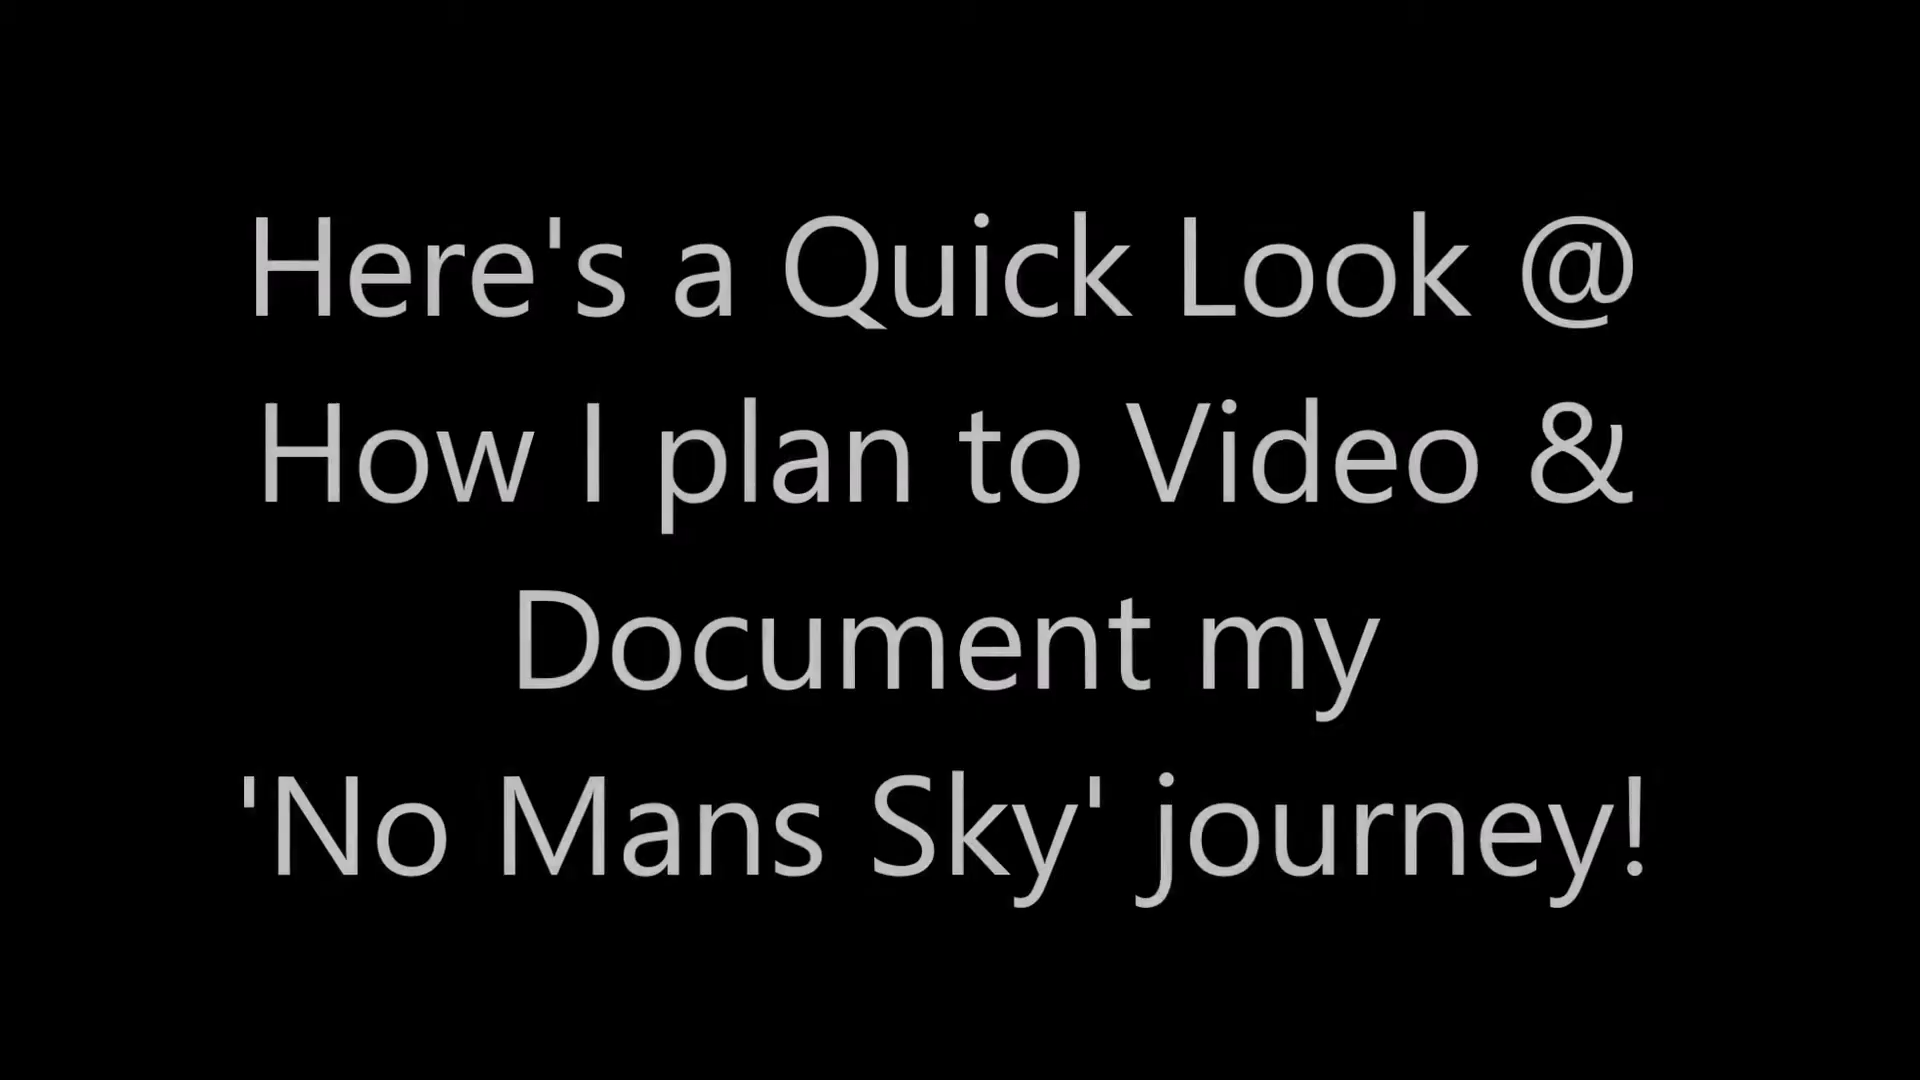 Here's a Quick Look @
How I plan to Video &
Document my
'No Mans Sky' journey!